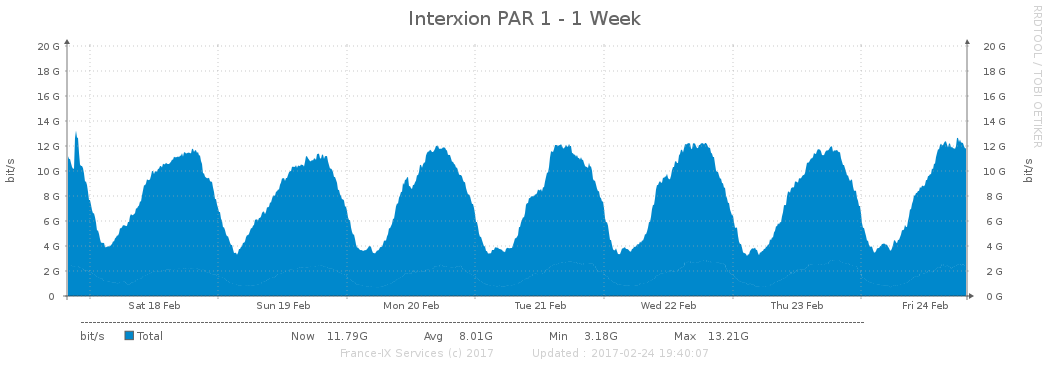 Interxion PAR 1 - 1 Week
RRDTOOL / TOBI OETIKER
bit/s
20 G 20 G
18 G 18 G
16 G 16 G
14 G 14 G
12 G 12 G
10 G 10 G
8 G 8 G
6 G 6 G
4 G 4 G
2 G 2 G
0 0 G
bit/s
Sat 18 Feb Sun 19 Feb Mon 20 Feb Tue 21 Feb Wed 22 Feb Thu 23 Feb Fri 24 Feb
bit/s Total Now 11.79G Avg 8.01G Min 3.18G Max 13.21G
France-IX Services (c) 2017 Updated : 2017-02-24 19:40:07